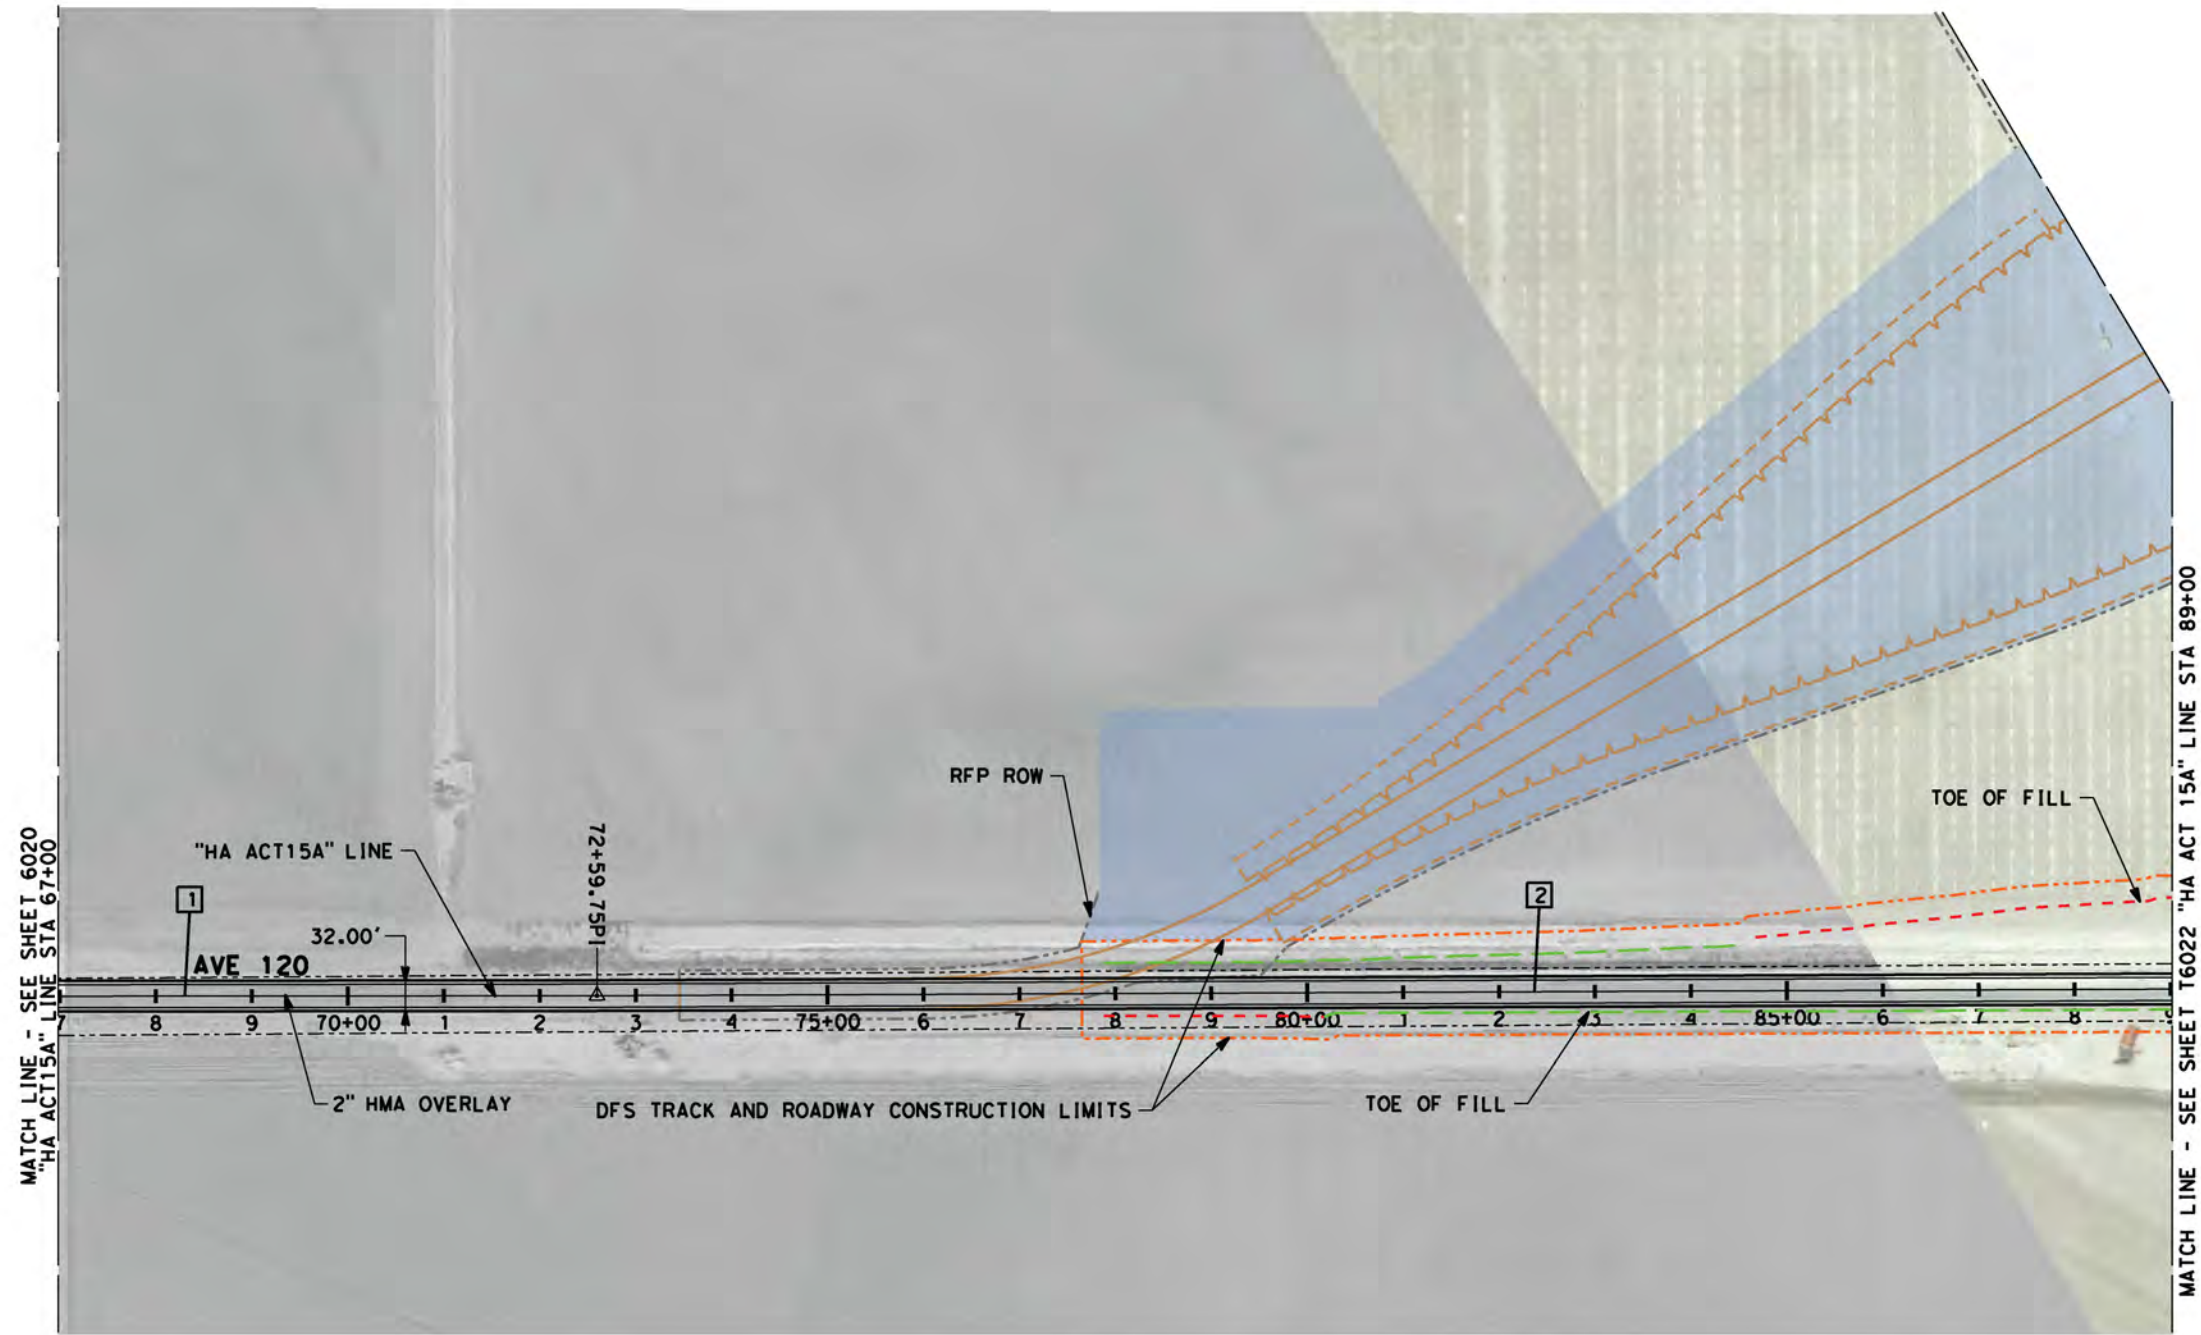 MATCH LINE - SEE SHEET 6020
"HA ACT15A" LINE STA 67+00
RFP ROW
"HA ACT15A" LINE
72+59.75PI
1
32.00'
AVE 120
2
TOE OF FILL
7 8 9 70+00 1 2 3 4 75+00 6 7 8 9 80+00 1 2 3 4 85+00 6 7 8
2" HMA OVERLAY
DFS TRACK AND ROADWAY CONSTRUCTION LIMITS
TOE OF FILL
MATCH LINE - SEE SHEET T6022 "HA ACT 15A" LINE STA 89+00